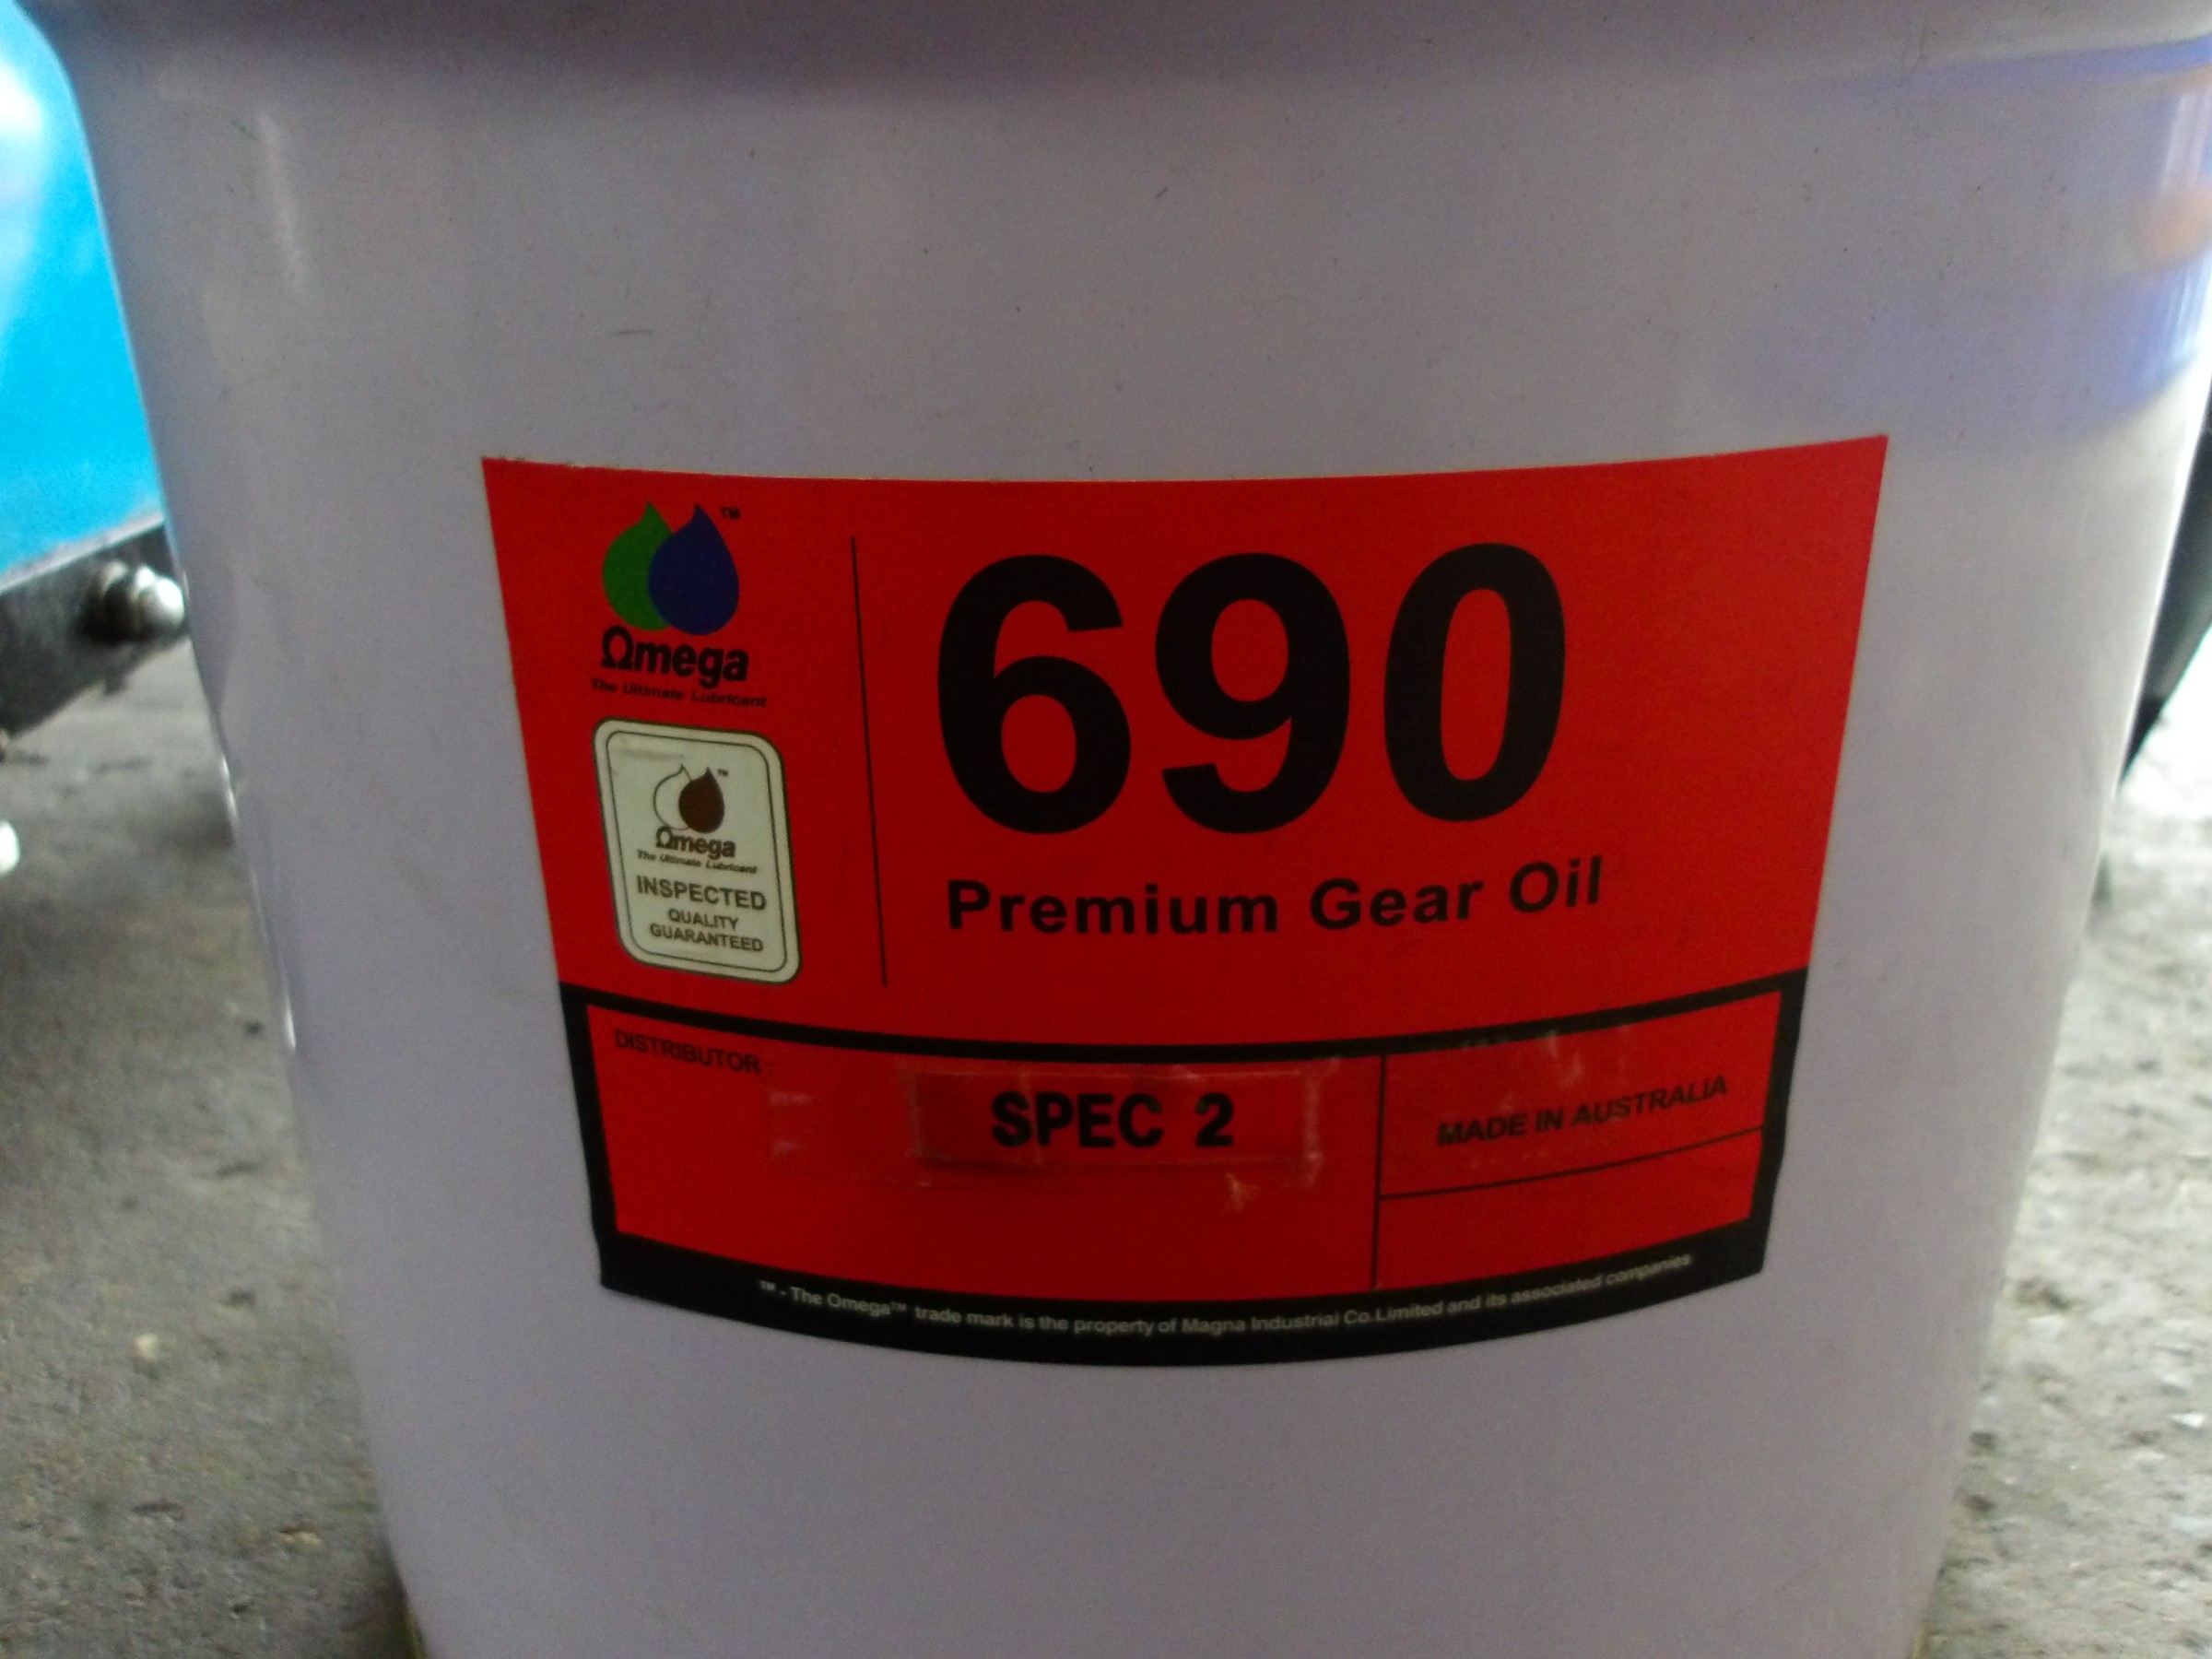 TM
Ωmega
The Ultimate Lubricant
TM
Ωmega
The Ultimate Lubricant
INSPECTED
QUALITY
GUARANTEED
690
Premium Gear Oil
DISTRIBUTOR :
SPEC 2
MADE IN AUSTRALIA
™ - The Omega™ trade mark is the property of Magna Industrial Co.Limited and its associated companies